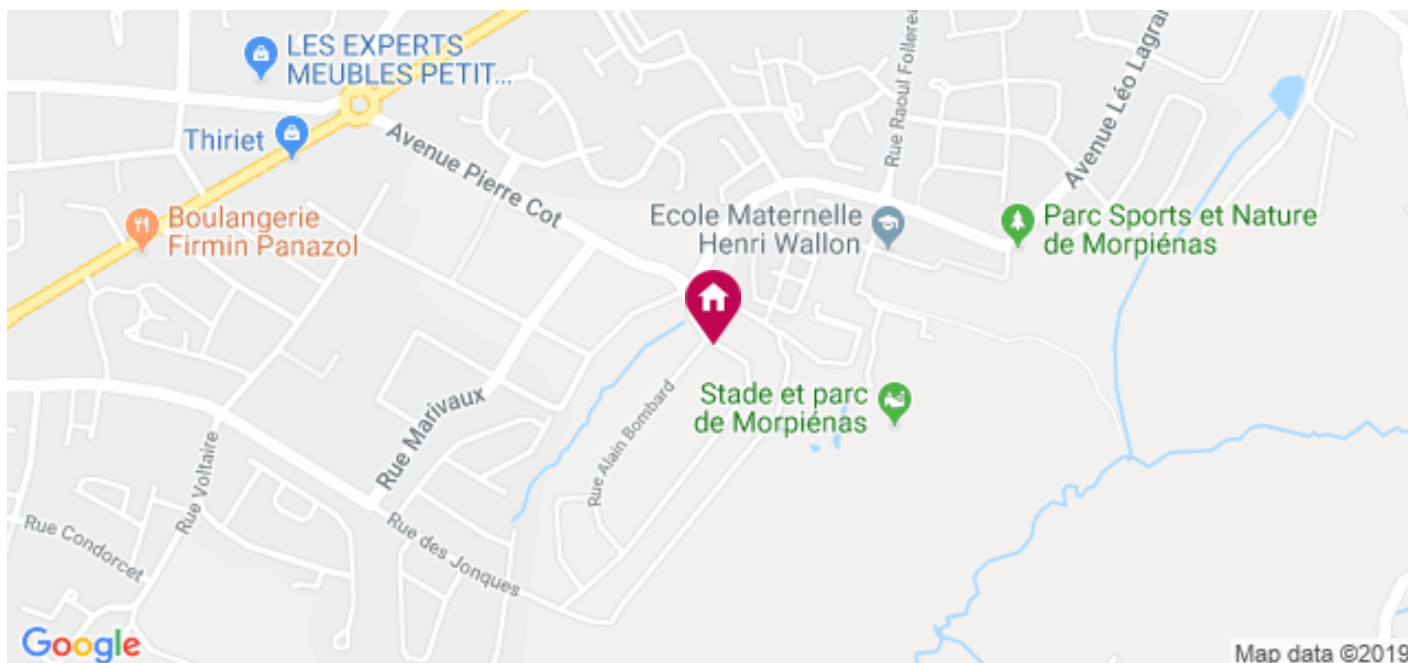 LES EXPERTS
MEUBLES PETIT...
Thiriet
Boulangerie
Firmin Panazol
Avenue Pierre Cot
Rue Raoul Follereau
Avenue Léo Lagran
Ecole Maternelle
Henri Wallon
Parc Sports et Nature
de Morpiénas
Stade et parc
de Morpiénas
Rue Marivaux
Rue Alain Bombard
Rue Voltaire
Rue Condorcet
Rue des Jonques
Google
Map data ©2019